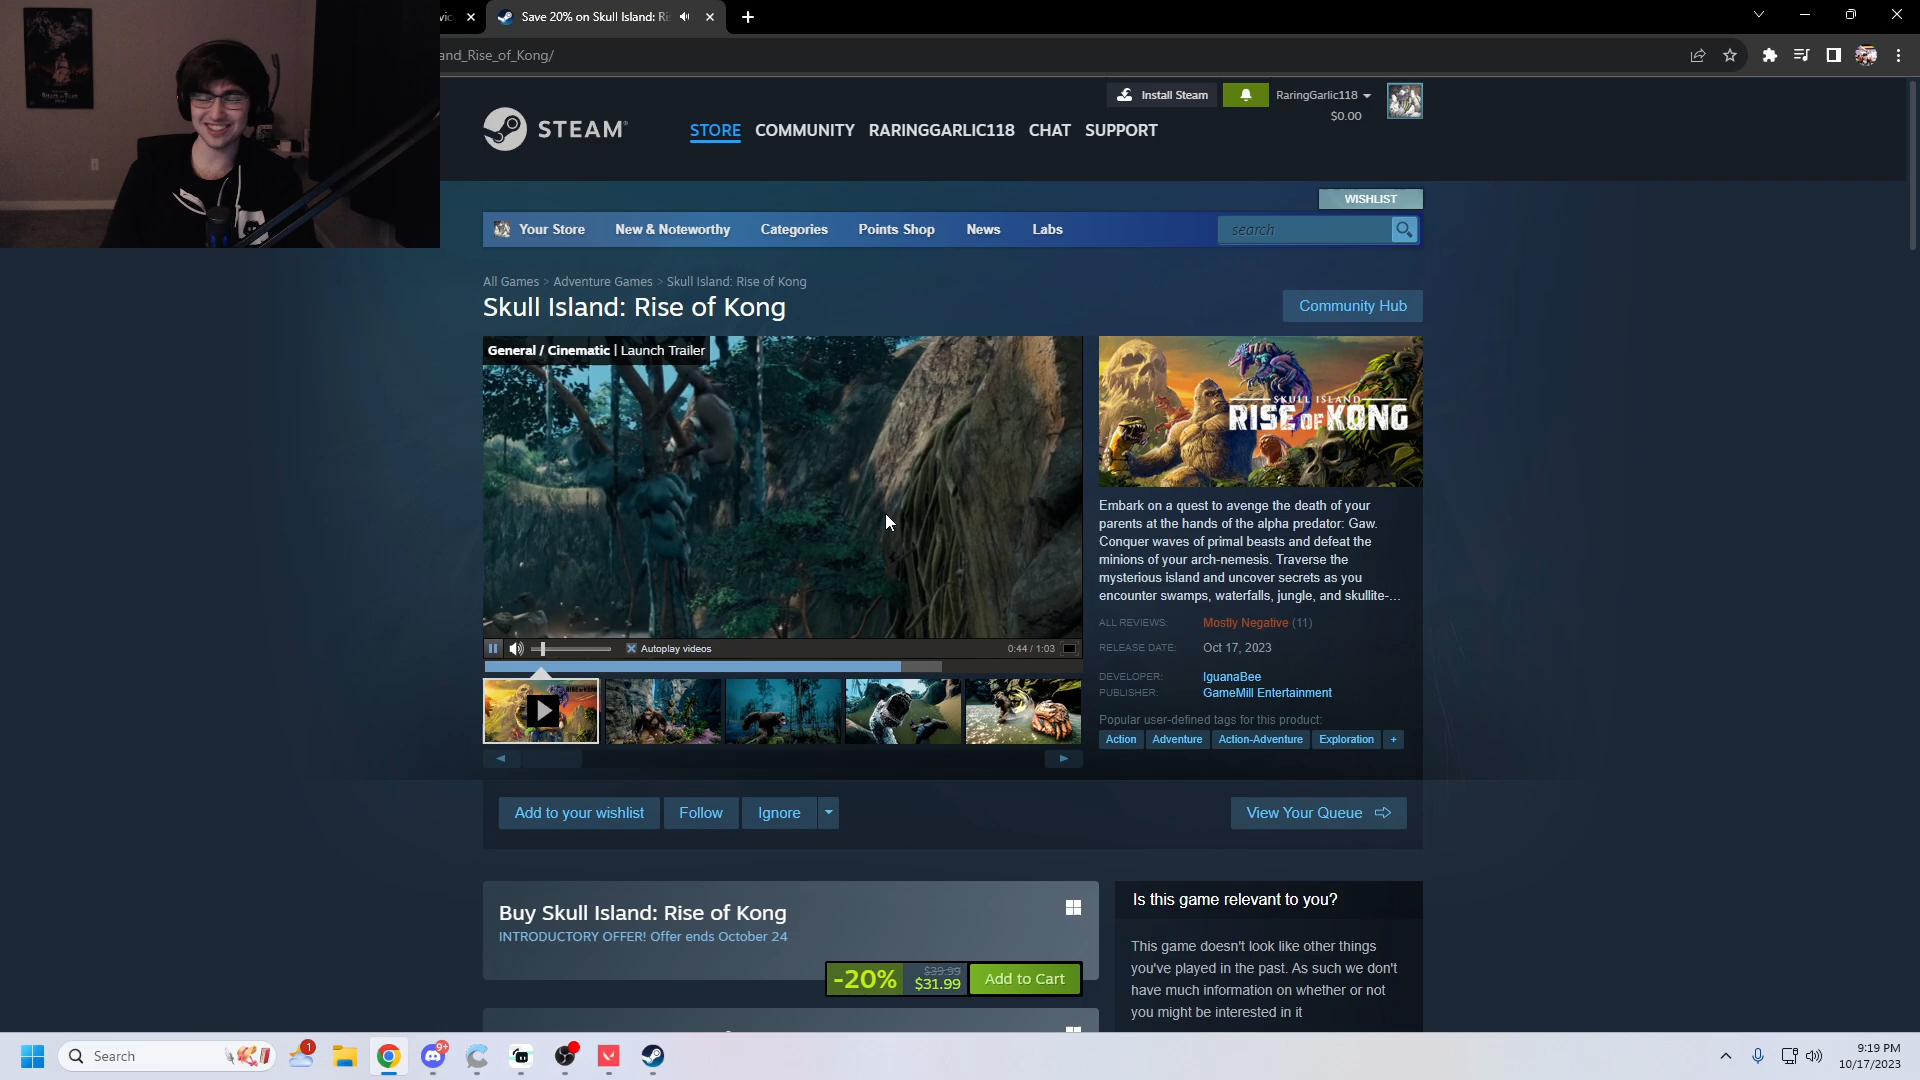 Save 20% on Skull Island: Ri
and_Rise_of_Kong/
Install Steam
RaringGarlic118
$0.00
STEAM
STORE COMMUNITY RARINGGARLIC118 CHAT SUPPORT
WISHLIST
Your Store New & Noteworthy Categories Points Shop News Labs
search
All Games > Adventure Games > Skull Island: Rise of Kong
Skull Island: Rise of Kong
Community Hub
General / Cinematic | Launch Trailer
SKULL ISLAND
RISE OF KONG
Embark on a quest to avenge the death of your
parents at the hands of the alpha predator: Gaw.
Conquer waves of primal beasts and defeat the
minions of your arch-nemesis. Traverse the
mysterious island and uncover secrets as you
encounter swamps, waterfalls, jungle, and skullite-...
ALL REVIEWS: Mostly Negative (11)
RELEASE DATE: Oct 17, 2023
DEVELOPER: IguanaBee
PUBLISHER: GameMill Entertainment
Popular user-defined tags for this product:
Action Adventure Action-Adventure Exploration +
Autoplay videos
0:44 / 1:03
Add to your wishlist Follow Ignore
View Your Queue
Buy Skull Island: Rise of Kong
INTRODUCTORY OFFER! Offer ends October 24
-20%
$39.99
$31.99
Add to Cart
Is this game relevant to you?
This game doesn't look like other things
you've played in the past. As such we don't
have much information on whether or not
you might be interested in it
Search
1
9+
9:19 PM
10/17/2023